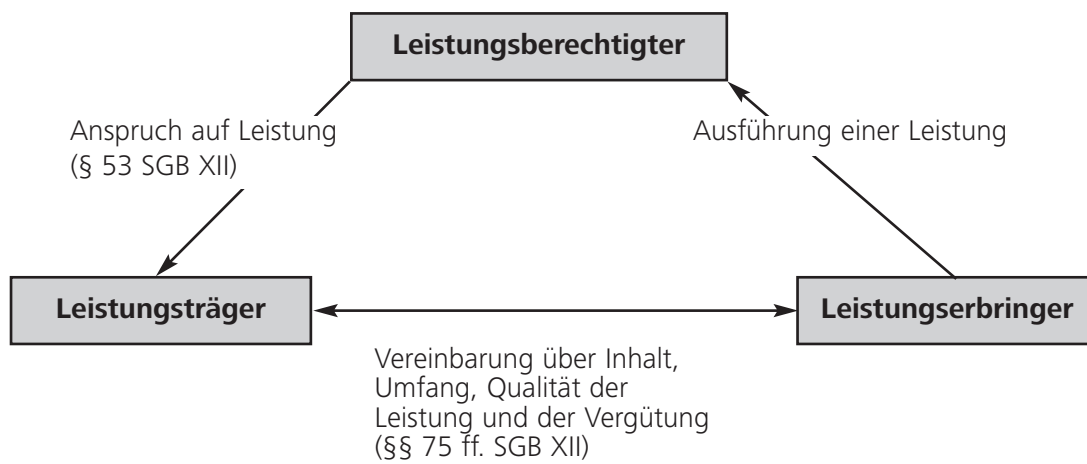 Leistungsberechtigter
Anspruch auf Leistung
(§ 53 SGB XII)
Ausführung einer Leistung
Leistungsträger
Leistungserbringer
Vereinbarung über Inhalt,
Umfang, Qualität der
Leistung und der Vergütung
(§§ 75 ff. SGB XII)